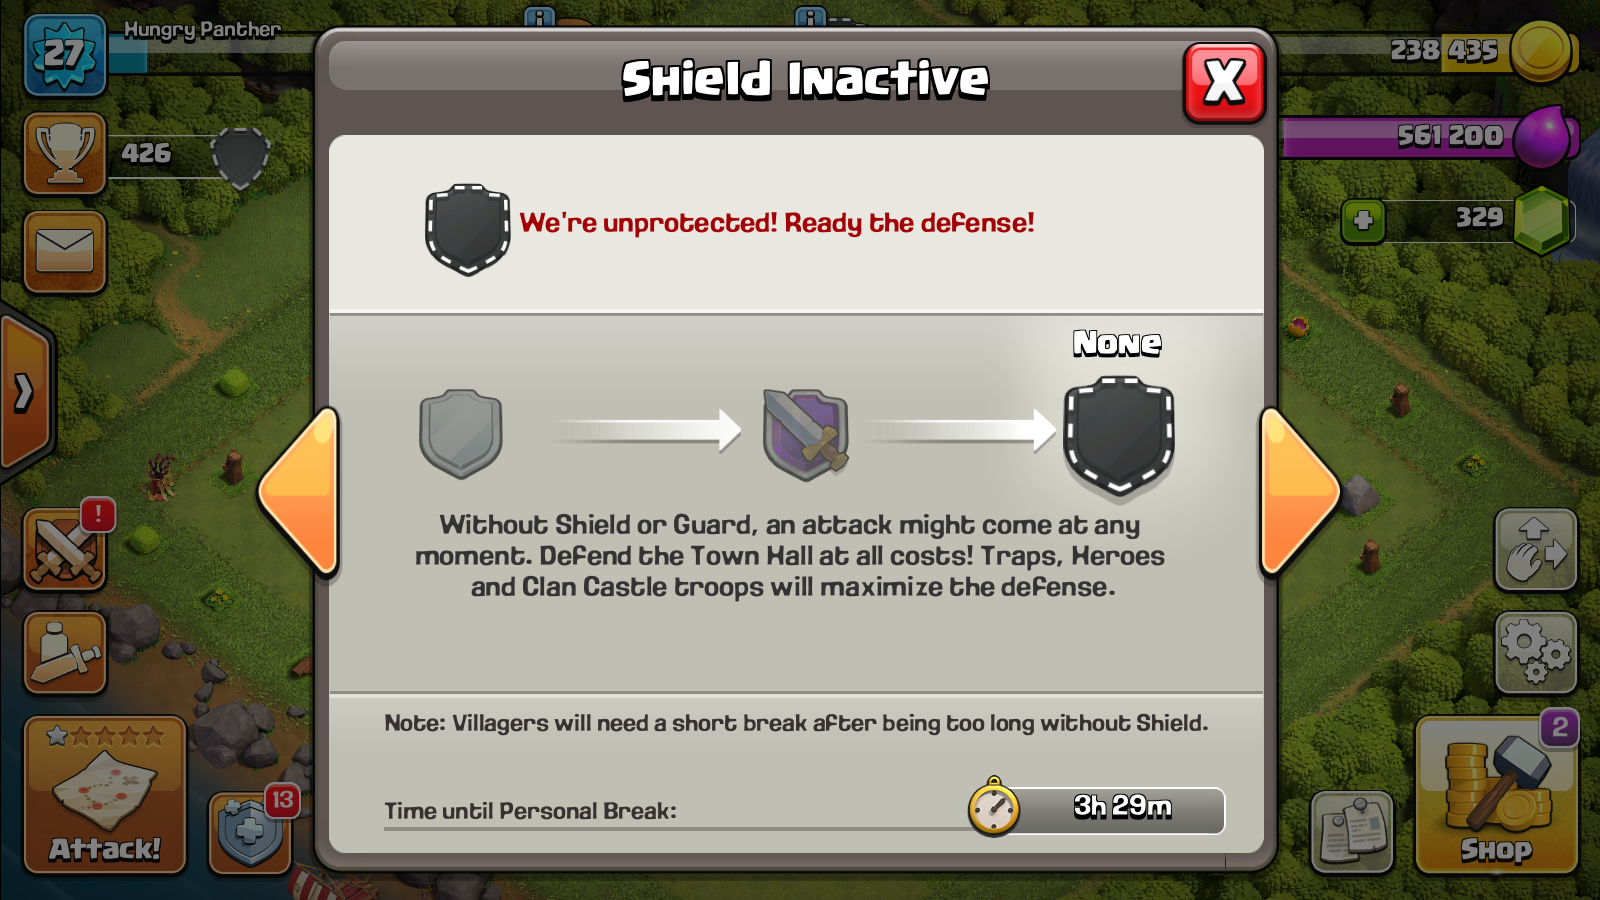 27
Hungry Panther
Shield Inactive
X
238 435
426
561 200
We're unprotected! Ready the defense!
329
None
Without Shield or Guard, an attack might come at any
moment. Defend the Town Hall at all costs! Traps, Heroes
and Clan Castle troops will maximize the defense.
!
Note: Villagers will need a short break after being too long without Shield.
2
Time until Personal Break:
3h 29m
13
Attack!
Shop